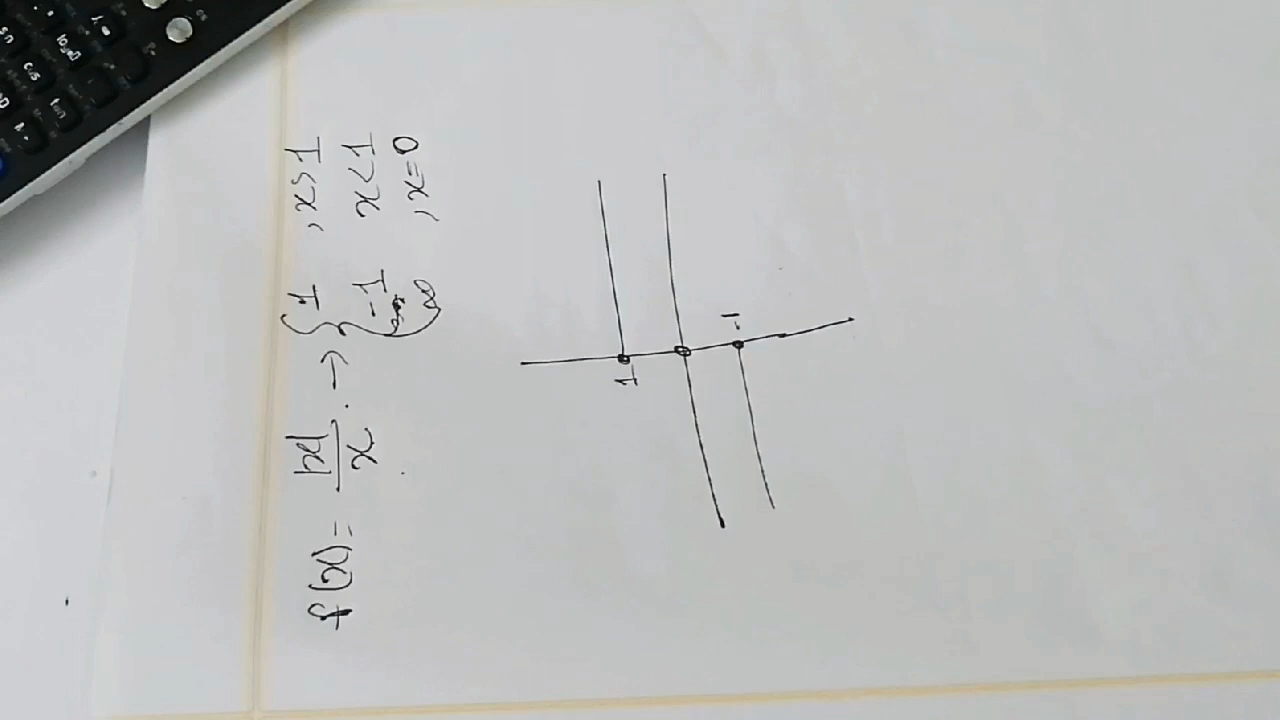 f(x) = |x|/x → { 1 , x>1
-1 x<1
∞ , x=0
1
-1